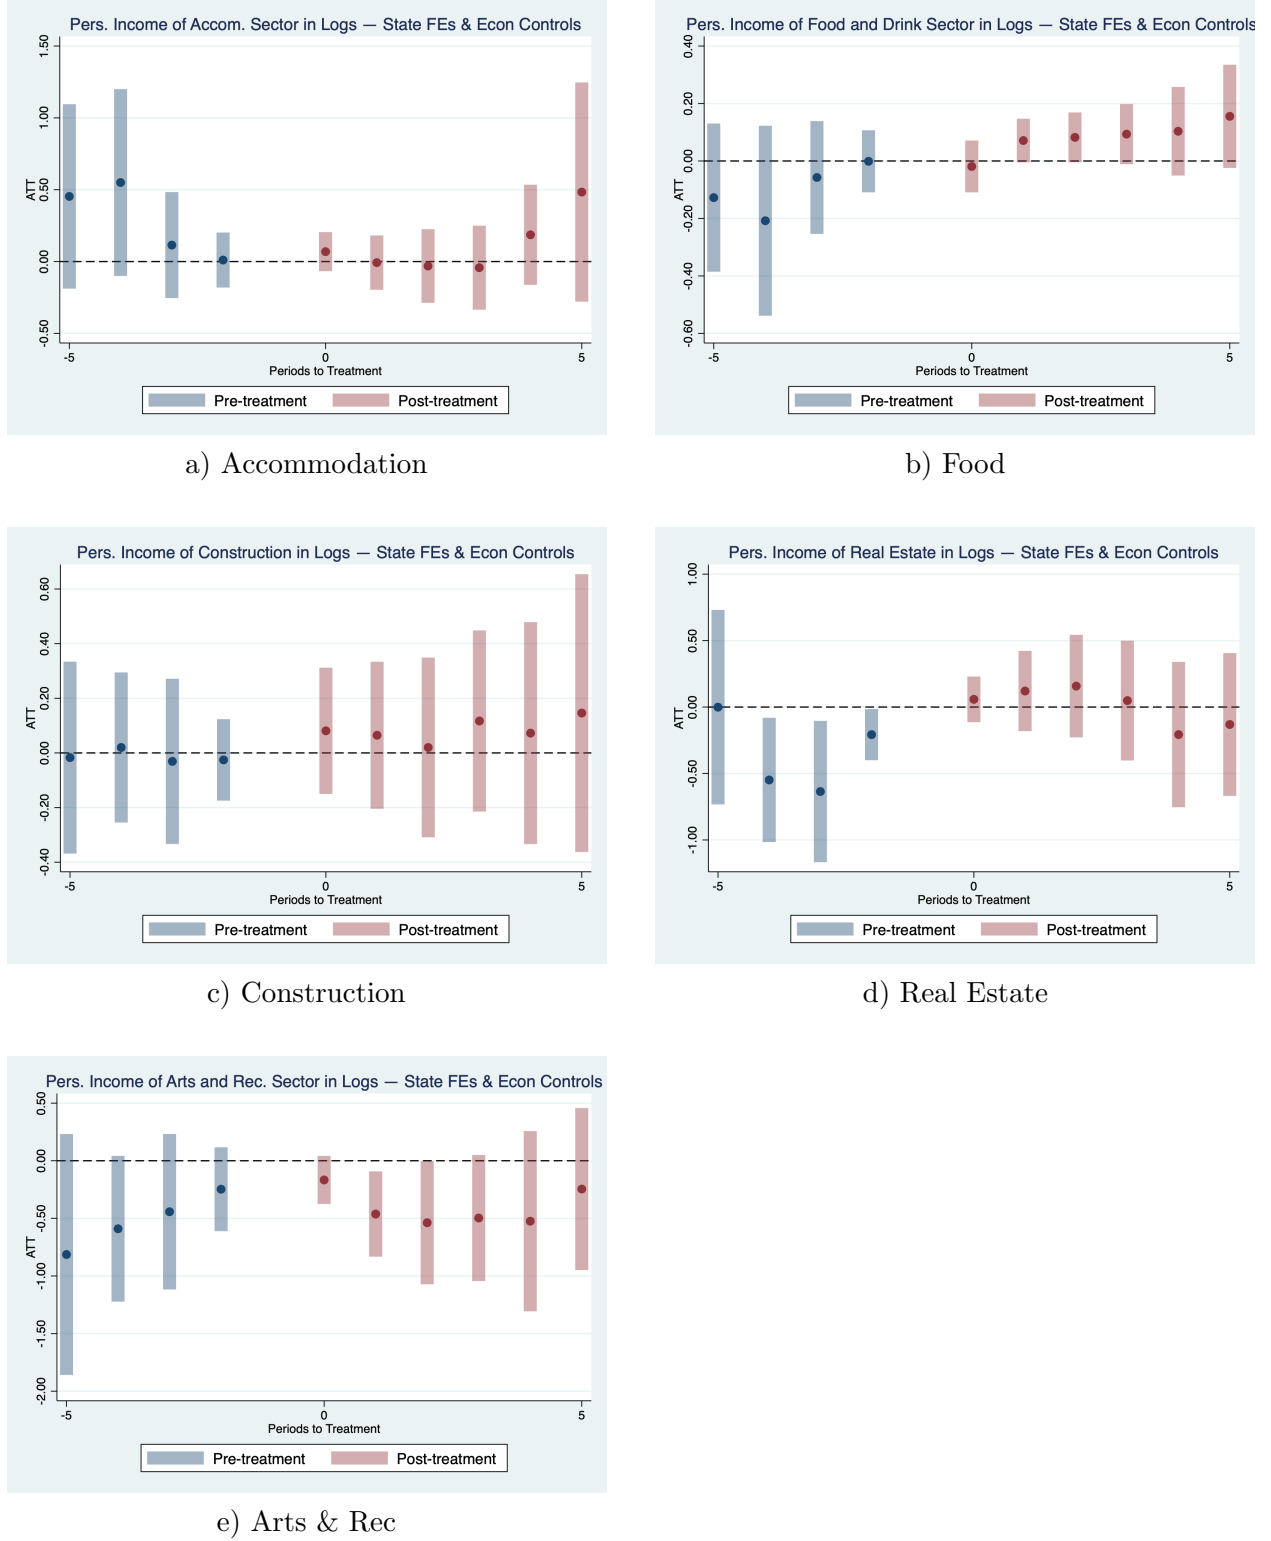 Pers. Income of Accom. Sector in Logs — State FEs & Econ Controls
1.50
1.00
0.50
0.00
-0.50
ATT
-5 0 5
Periods to Treatment
Pre-treatment Post-treatment
a) Accommodation
Pers. Income of Food and Drink Sector in Logs — State FEs & Econ Controls
0.40
0.20
0.00
-0.20
-0.40
-0.60
ATT
-5 0 5
Periods to Treatment
Pre-treatment Post-treatment
b) Food
Pers. Income of Construction in Logs — State FEs & Econ Controls
0.60
0.40
0.20
0.00
-0.20
-0.40
ATT
-5 0 5
Periods to Treatment
Pre-treatment Post-treatment
c) Construction
Pers. Income of Real Estate in Logs — State FEs & Econ Controls
1.00
0.50
0.00
-0.50
-1.00
ATT
-5 0 5
Periods to Treatment
Pre-treatment Post-treatment
d) Real Estate
Pers. Income of Arts and Rec. Sector in Logs — State FEs & Econ Controls
0.50
0.00
-0.50
-1.00
-1.50
-2.00
ATT
-5 0 5
Periods to Treatment
Pre-treatment Post-treatment
e) Arts & Rec